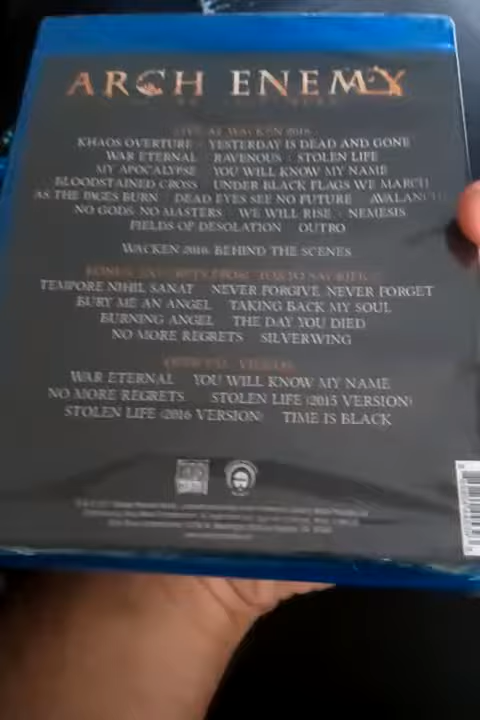 ARCH ENEMY
LIVE AT WACKEN 2016
KHAOS OVERTURE · YESTERDAY IS DEAD AND GONE
WAR ETERNAL · RAVENOUS · STOLEN LIFE
MY APOCALYPSE · YOU WILL KNOW MY NAME
BLOODSTAINED CROSS · UNDER BLACK FLAGS WE MARCH
AS THE PAGES BURN · DEAD EYES SEE NO FUTURE · AVALANCHE
NO GODS, NO MASTERS · WE WILL RISE · NEMESIS
FIELDS OF DESOLATION · OUTRO
WACKEN 2016: BEHIND THE SCENES
TEMPORE NIHIL SANAT · NEVER FORGIVE, NEVER FORGET
BURY ME AN ANGEL · TAKING BACK MY SOUL
BURNING ANGEL · THE DAY YOU DIED
NO MORE REGRETS · SILVERWING
OFFICIAL VIDEOS
WAR ETERNAL · YOU WILL KNOW MY NAME
NO MORE REGRETS · STOLEN LIFE (2015 VERSION)
STOLEN LIFE (2016 VERSION) · TIME IS BLACK